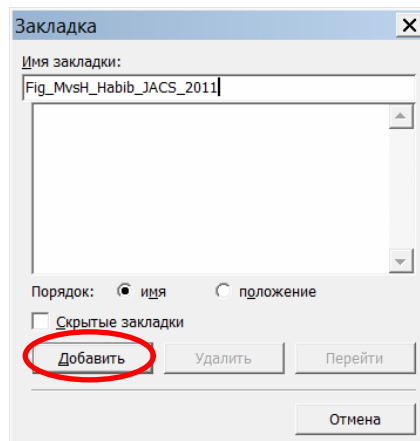 Закладка
Имя закладки:
Fig_MvsH_Habib_JACS_2011
Порядок: имя положение
Скрытые закладки
Добавить Удалить Перейти
Отмена